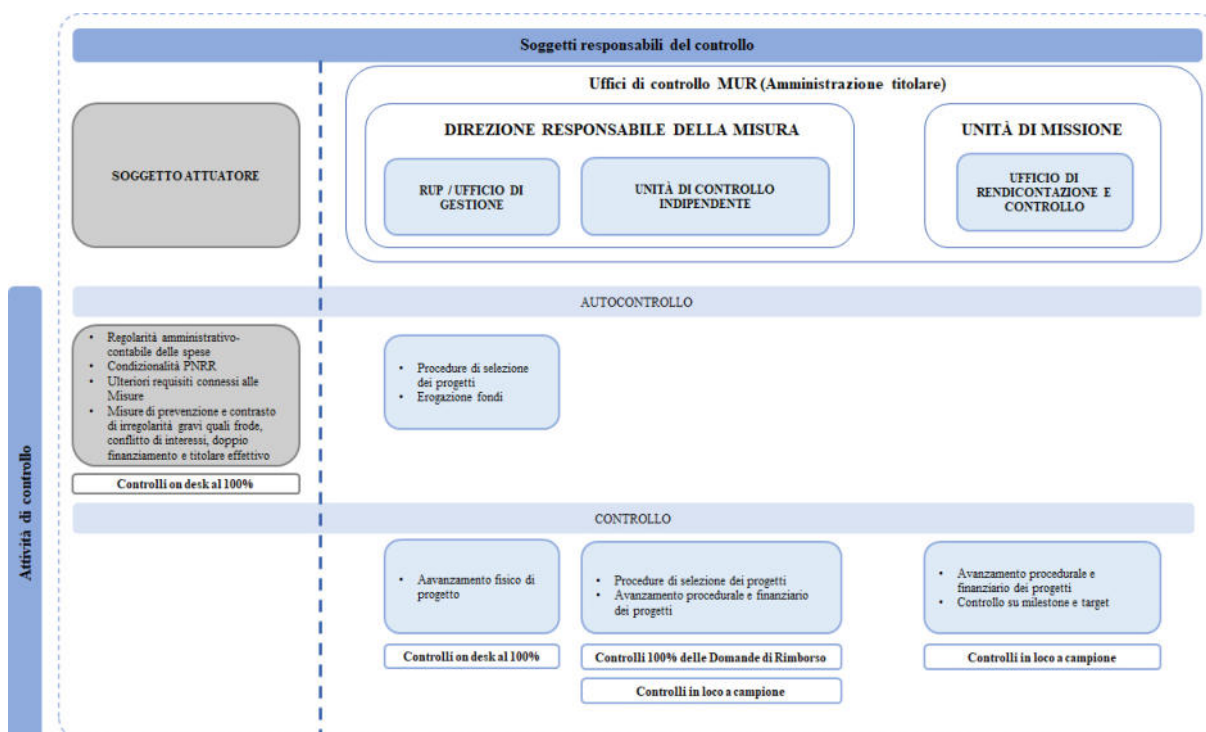 Soggetti responsabili del controllo
Uffici di controllo MUR (Amministrazione titolare)
SOGGETTO ATTUATORE
DIREZIONE RESPONSABILE DELLA MISURA
RUP / UFFICIO DI
GESTIONE
UNITÀ DI CONTROLLO
INDIPENDENTE
UNITÀ DI MISSIONE
UFFICIO DI
RENDICONTAZIONE E
CONTROLLO
Attività di controllo
AUTOCONTROLLO
• Regolarità amministrativo-
contabile delle spese
• Condizionalità PNRR
• Ulteriori requisiti connessi alle
Misure
• Misure di prevenzione e contrasto
di irregolarità gravi quali frode,
conflitto di interessi, doppio
finanziamento e titolare effettivo
Controlli on desk al 100%
• Procedure di selezione
dei progetti
• Erogazione fondi
CONTROLLO
• Aavanzamento fisico di
progetto
Controlli on desk al 100%
• Procedure di selezione dei progetti
• Avanzamento procedurale e finanziario
dei progetti
Controlli 100% delle Domande di Rimborso
Controlli in loco a campione
• Avanzamento procedurale e
finanziario dei progetti
• Controllo su milestone e target
Controlli in loco a campione